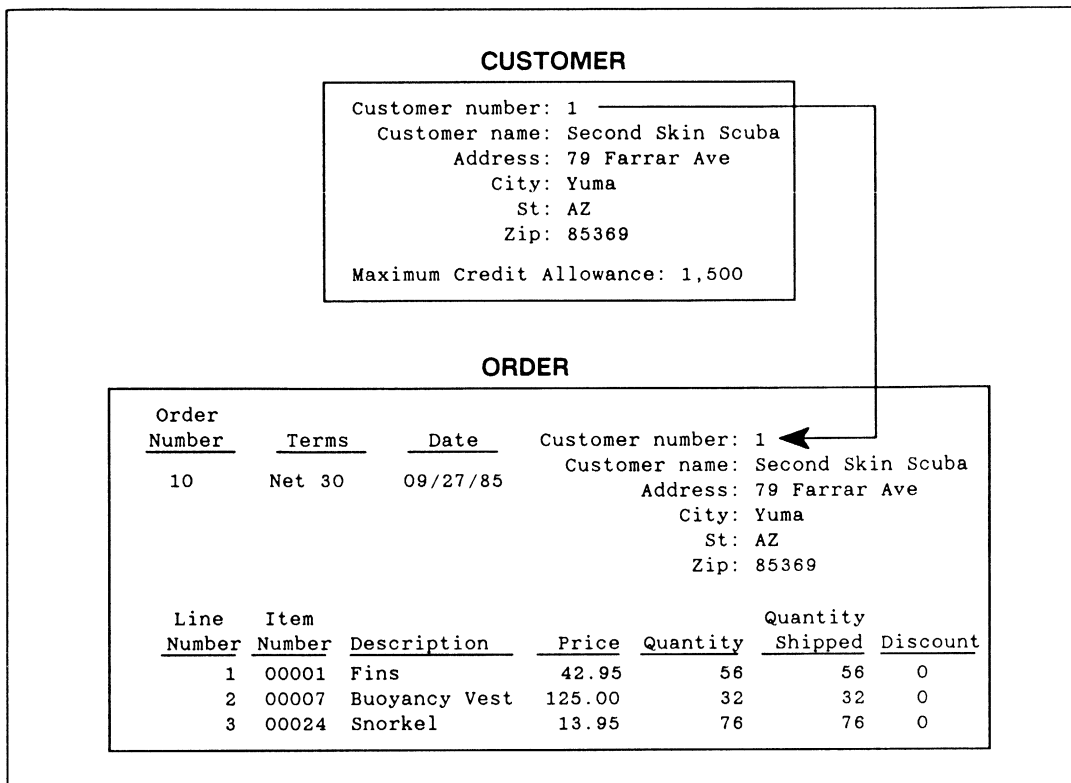 CUSTOMER
Customer number: 1
Customer name: Second Skin Scuba
Address: 79 Farrar Ave
City: Yuma
St: AZ
Zip: 85369
Maximum Credit Allowance: 1,500
ORDER
Order
Number Terms Date
10 Net 30 09/27/85
Customer number: 1
Customer name: Second Skin Scuba
Address: 79 Farrar Ave
City: Yuma
St: AZ
Zip: 85369
Line Item Quantity
Number Number Description Price Quantity Shipped Discount
1 00001 Fins 42.95 56 56 0
2 00007 Buoyancy Vest 125.00 32 32 0
3 00024 Snorkel 13.95 76 76 0